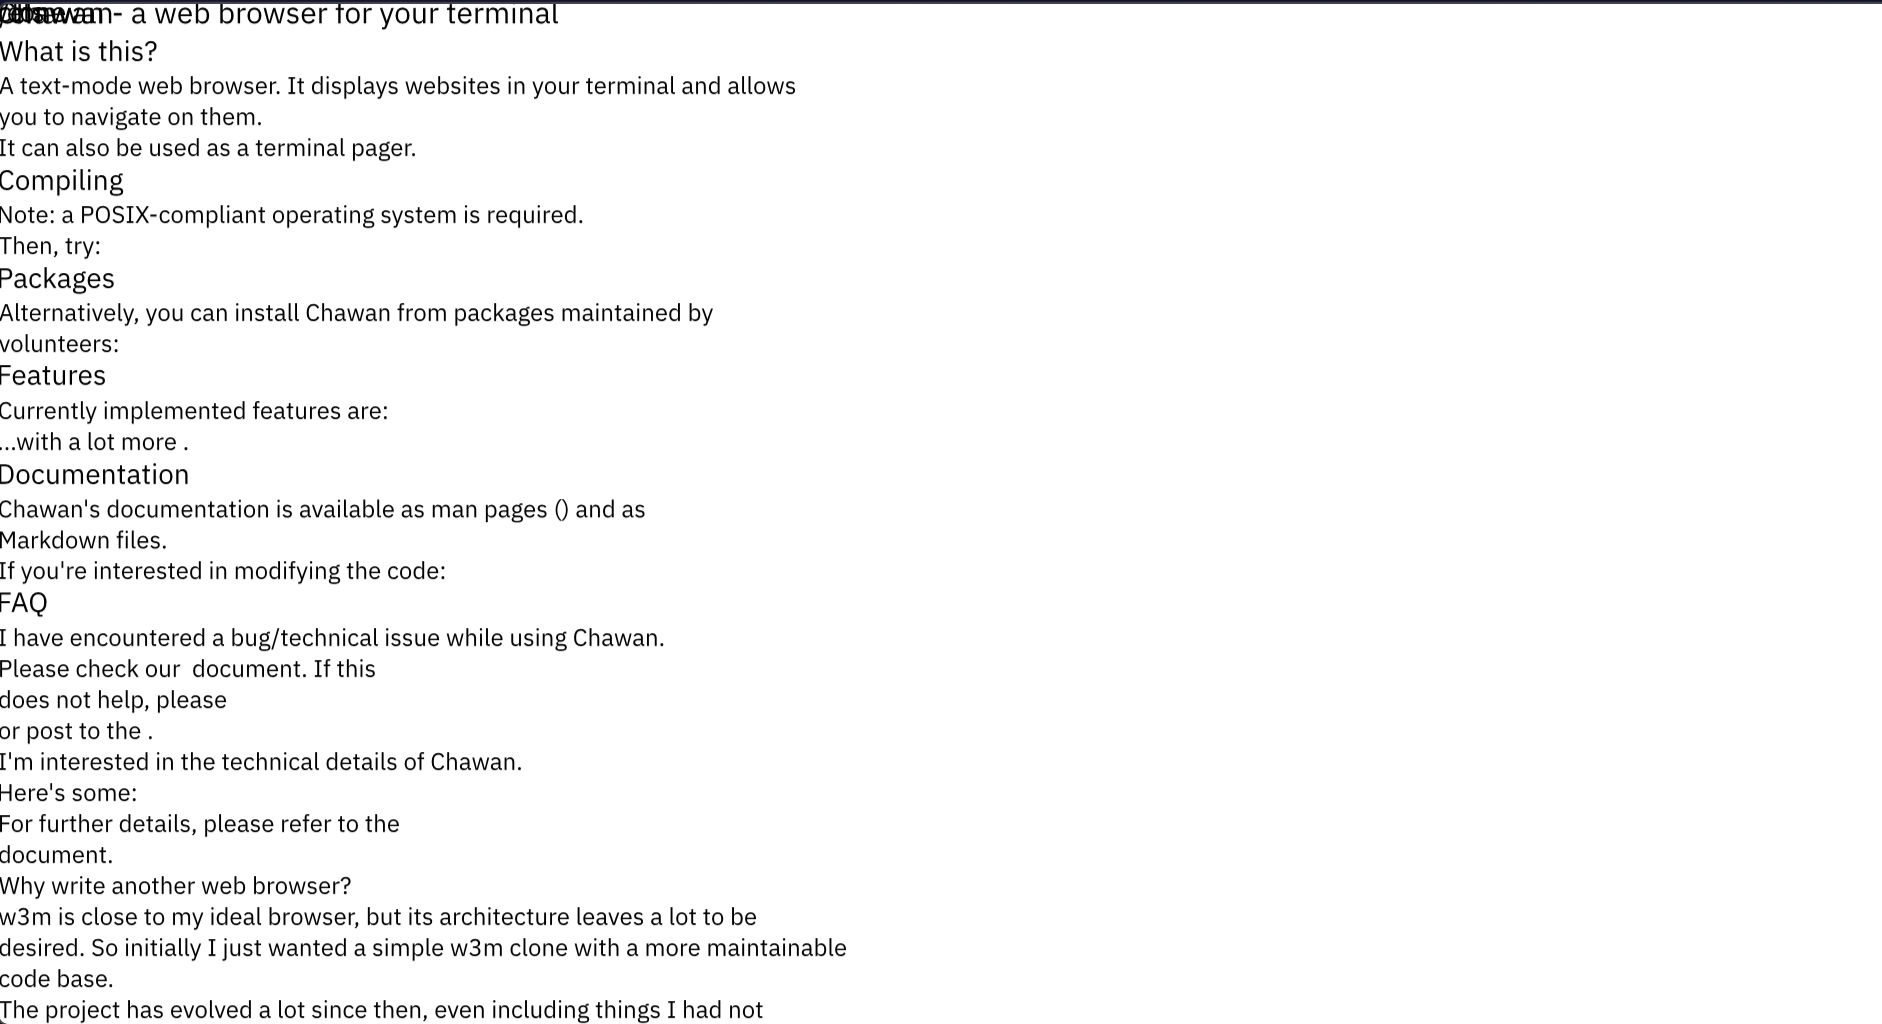 - a web browser for your terminal
What is this?
A text-mode web browser. It displays websites in your terminal and allows
you to navigate on them.
It can also be used as a terminal pager.
Compiling
Note: a POSIX-compliant operating system is required.
Then, try:
Packages
Alternatively, you can install Chawan from packages maintained by
volunteers:
Features
Currently implemented features are:
...with a lot more .
Documentation
Chawan's documentation is available as man pages () and as
Markdown files.
If you're interested in modifying the code:
FAQ
I have encountered a bug/technical issue while using Chawan.
Please check our  document. If this
does not help, please
or post to the .
I'm interested in the technical details of Chawan.
Here's some:
For further details, please refer to the
document.
Why write another web browser?
w3m is close to my ideal browser, but its architecture leaves a lot to be
desired. So initially I just wanted a simple w3m clone with a more maintainable
code base.
The project has evolved a lot since then, even including things I had not